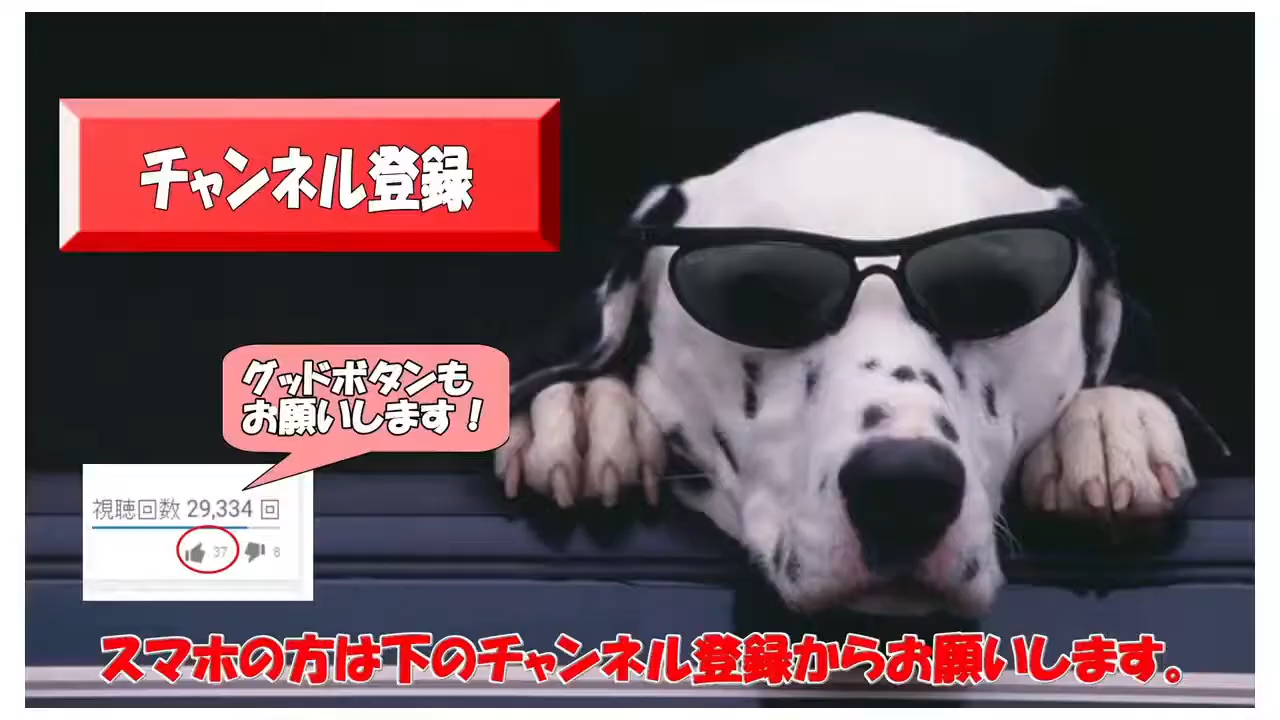 チャンネル登録
グッドボタンも
お願いします!
視聴回数 29,334 回
37 8
スマホの方は下のチャンネル登録からお願いします。